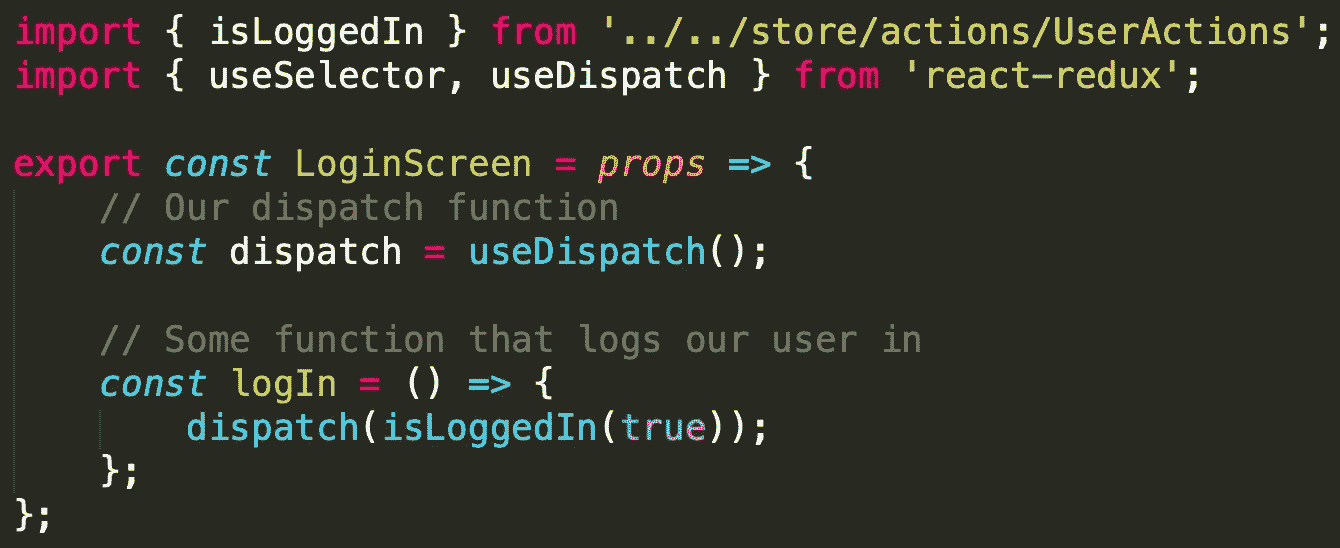 import { isLoggedIn } from '../../store/actions/UserActions';
import { useSelector, useDispatch } from 'react-redux';

export const LoginScreen = props => {
    // Our dispatch function
    const dispatch = useDispatch();

    // Some function that logs our user in
    const logIn = () => {
        dispatch(isLoggedIn(true));
    };
};